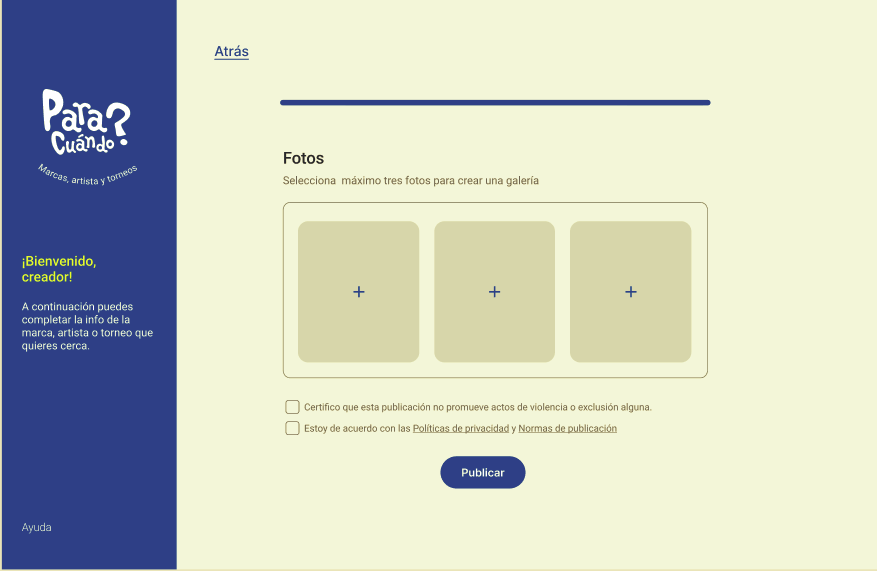 Para
Cuándo?
Marcas, artista y torneos
¡Bienvenido,
creador!
A continuación puedes
completar la info de la
marca, artista o torneo que
quieres cerca.
Ayuda
Atrás
Fotos
Selecciona  máximo tres fotos para crear una galería
+ + +
Certifico que esta publicación no promueve actos de violencia o exclusión alguna.
Estoy de acuerdo con las Políticas de privacidad y Normas de publicación
Publicar